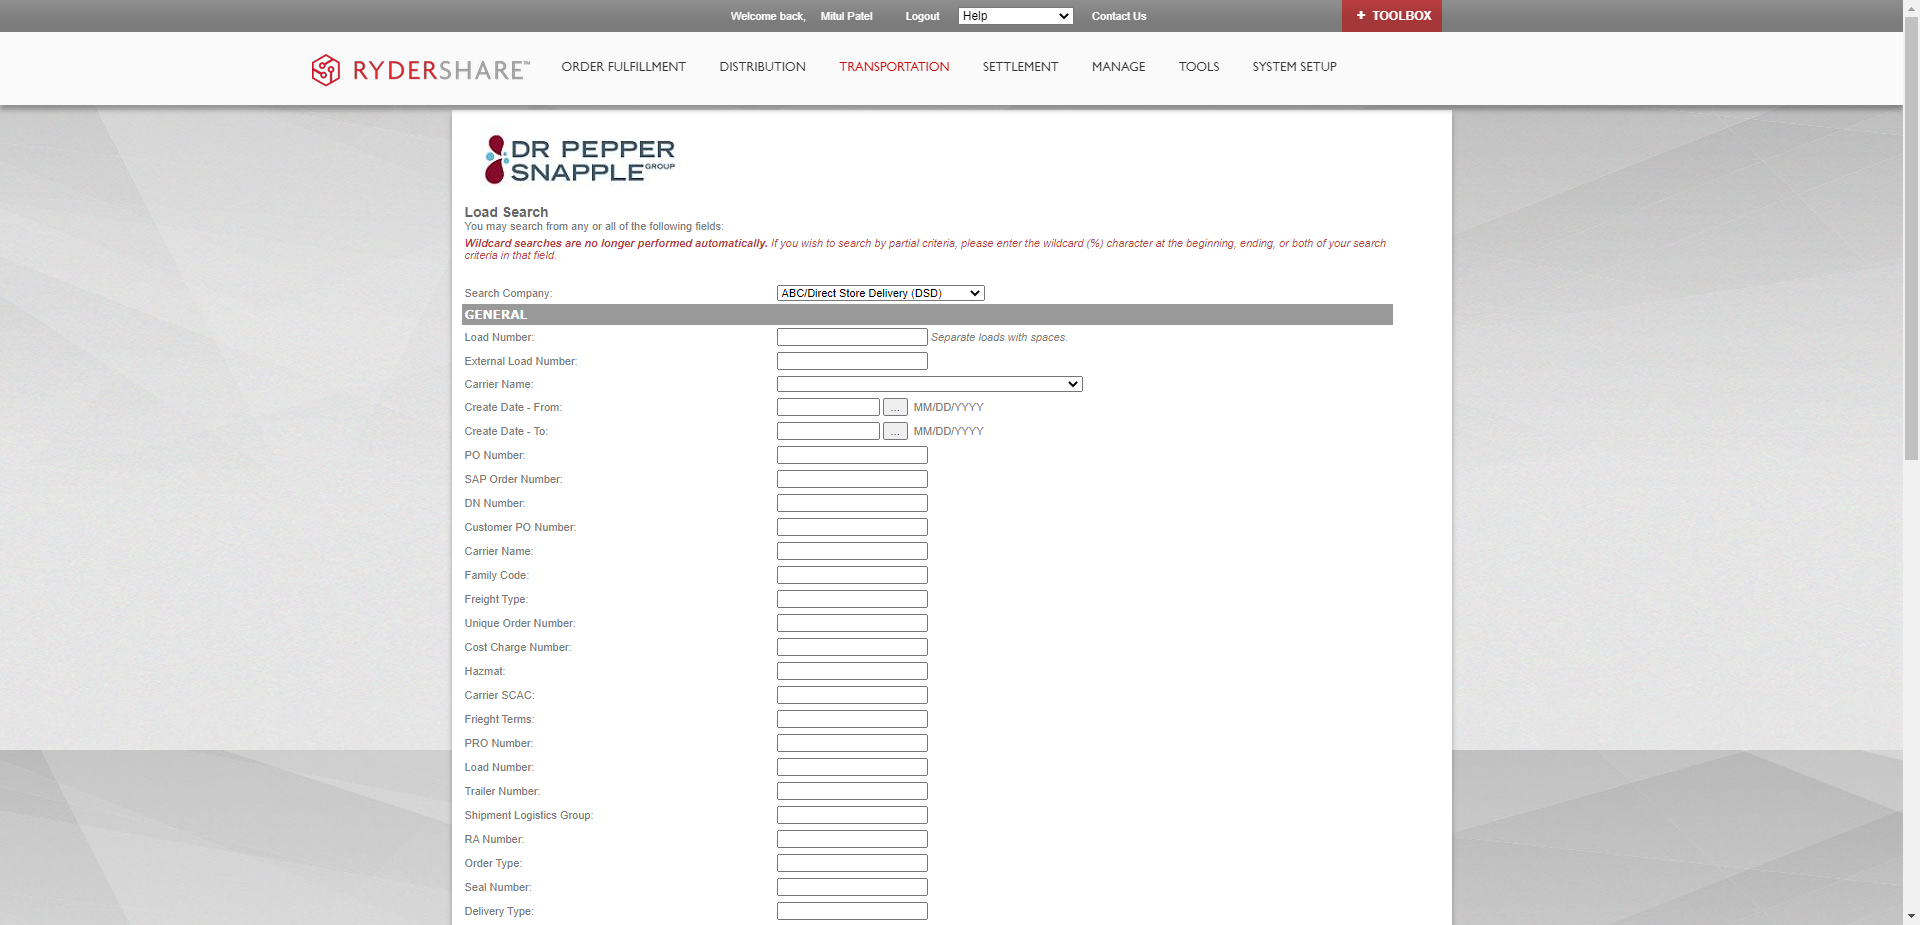 Welcome back, Mitul Patel Logout Help Contact Us + TOOLBOX
RYDERSHARE™ ORDER FULFILLMENT DISTRIBUTION TRANSPORTATION SETTLEMENT MANAGE TOOLS SYSTEM SETUP
DR PEPPER
SNAPPLE GROUP
Load Search
You may search from any or all of the following fields:
Wildcard searches are no longer performed automatically. If you wish to search by partial criteria, please enter the wildcard (%) character at the beginning, ending, or both of your search
criteria in that field.
Search Company: ABC/Direct Store Delivery (DSD)
GENERAL
Load Number: Separate loads with spaces.
External Load Number:
Carrier Name:
Create Date - From: ... MM/DD/YYYY
Create Date - To: ... MM/DD/YYYY
PO Number:
SAP Order Number:
DN Number:
Customer PO Number:
Carrier Name:
Family Code:
Freight Type:
Unique Order Number:
Cost Charge Number:
Hazmat:
Carrier SCAC:
Frieght Terms:
PRO Number:
Load Number:
Trailer Number:
Shipment Logistics Group:
RA Number:
Order Type:
Seal Number:
Delivery Type: